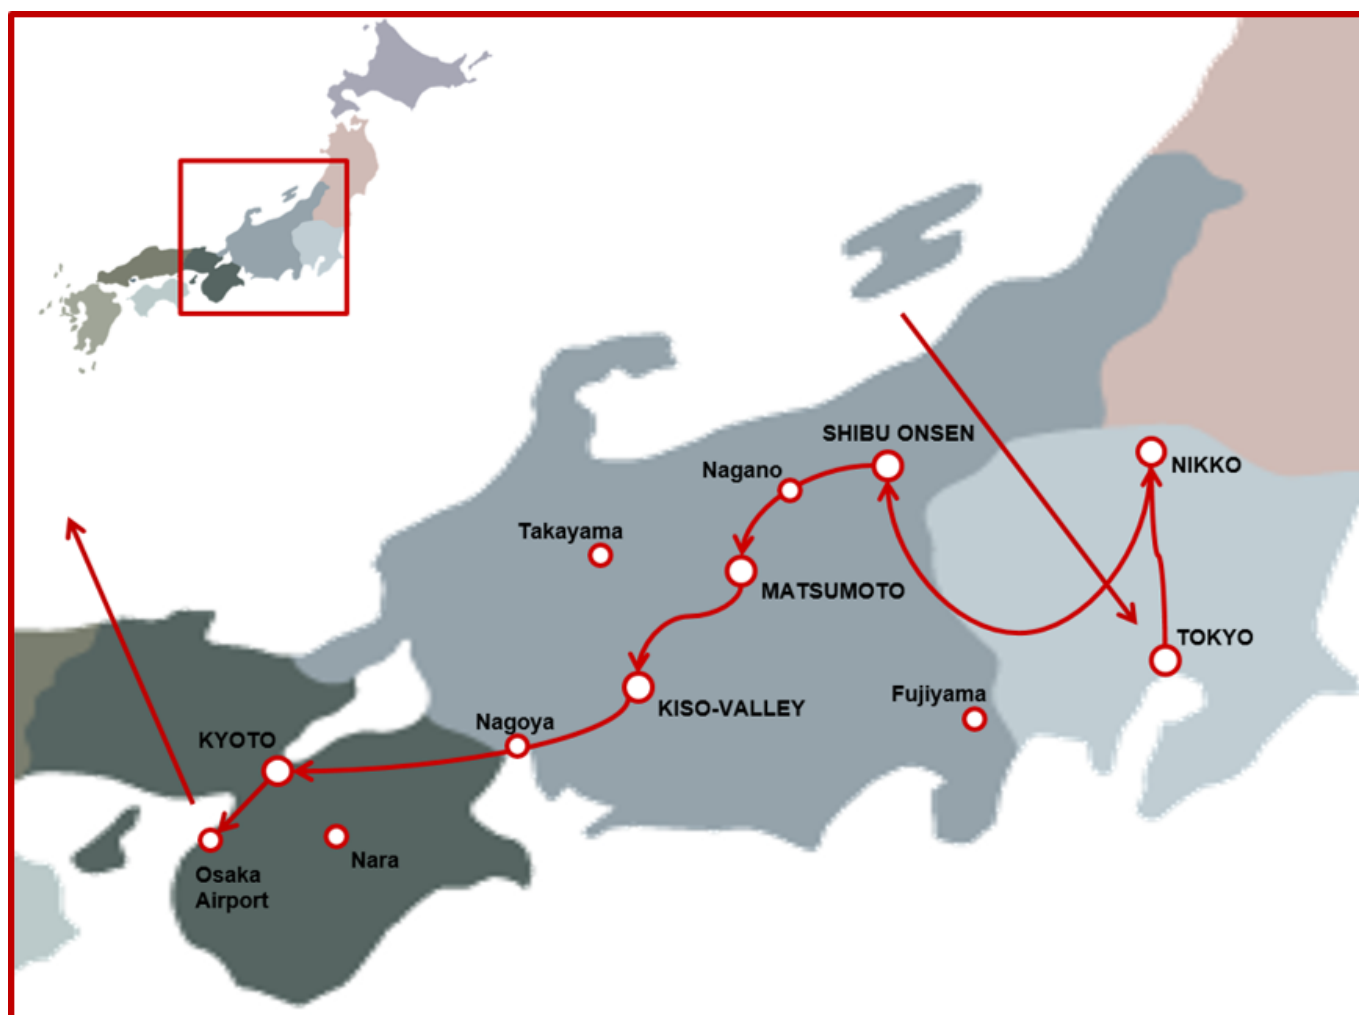 SHIBU ONSEN
Nagano
NIKKO
Takayama
MATSUMOTO
TOKYO
Fujiyama
KISO-VALLEY
Nagoya
KYOTO
Nara
Osaka
Airport